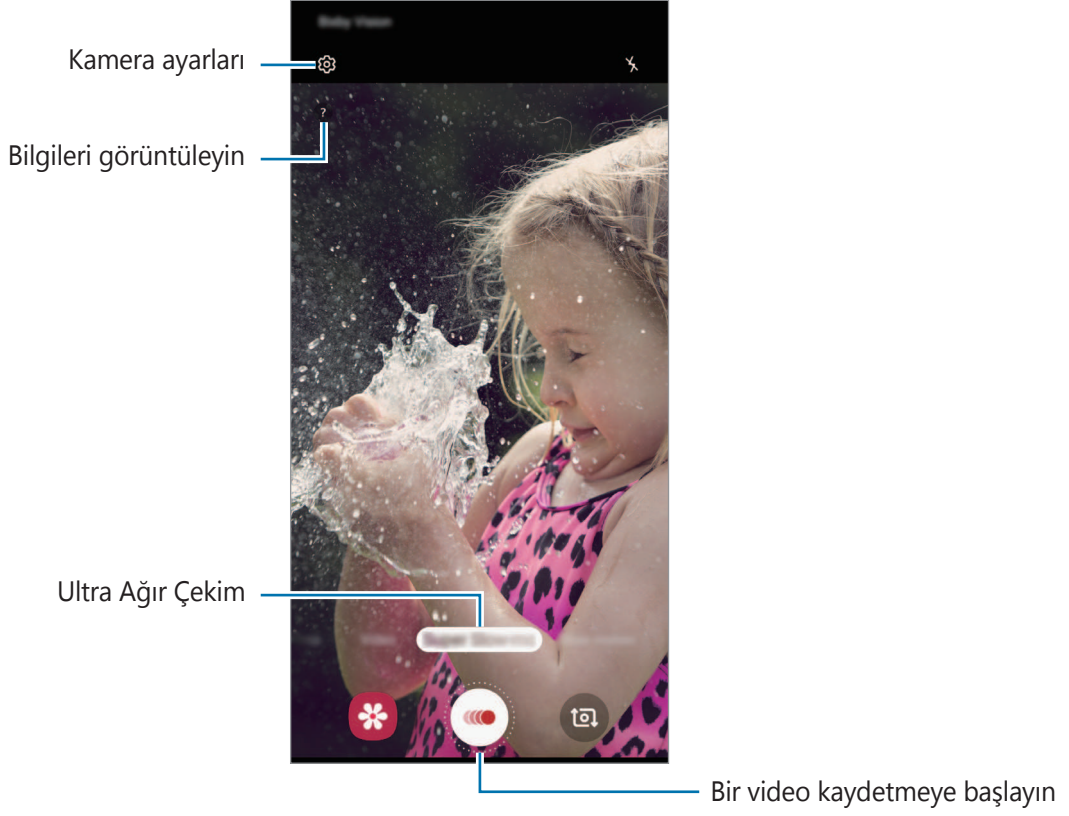 Kamera ayarları
?
Bilgileri görüntüleyin
Ultra Ağır Çekim
Bir video kaydetmeye başlayın